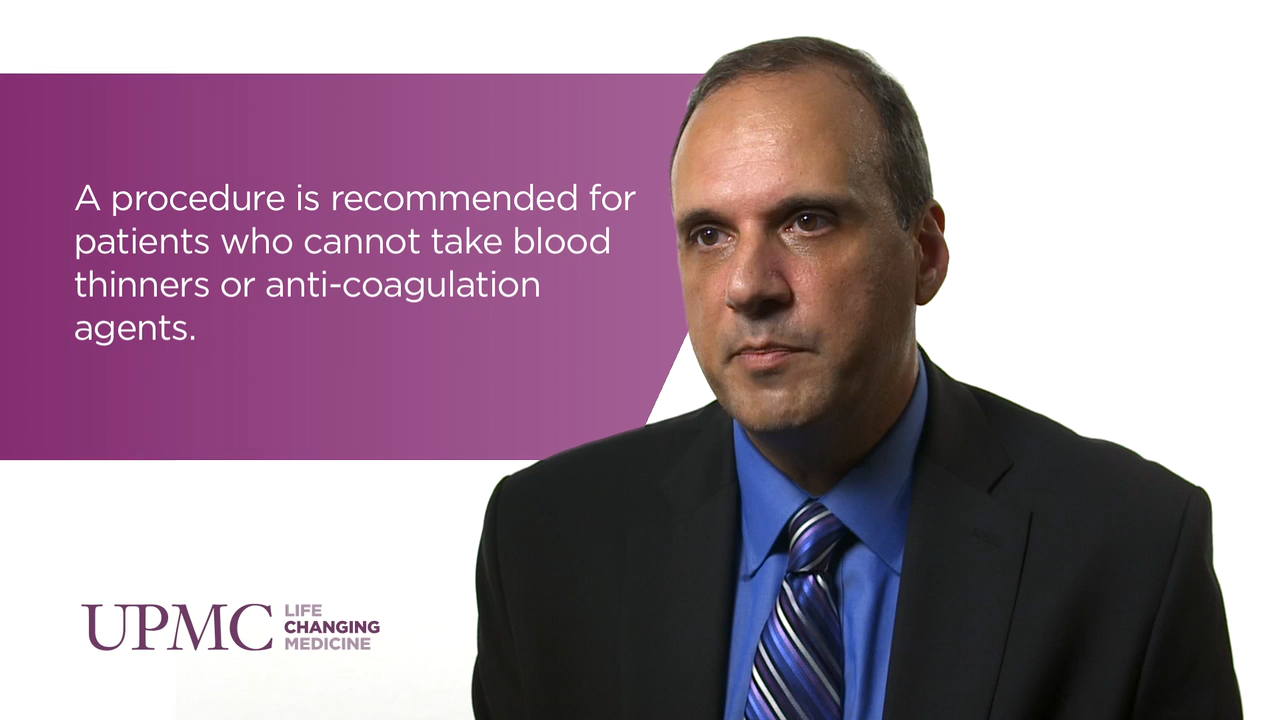 A procedure is recommended for
patients who cannot take blood
thinners or anti-coagulation
agents.
UPMC
LIFE
CHANGING
MEDICINE